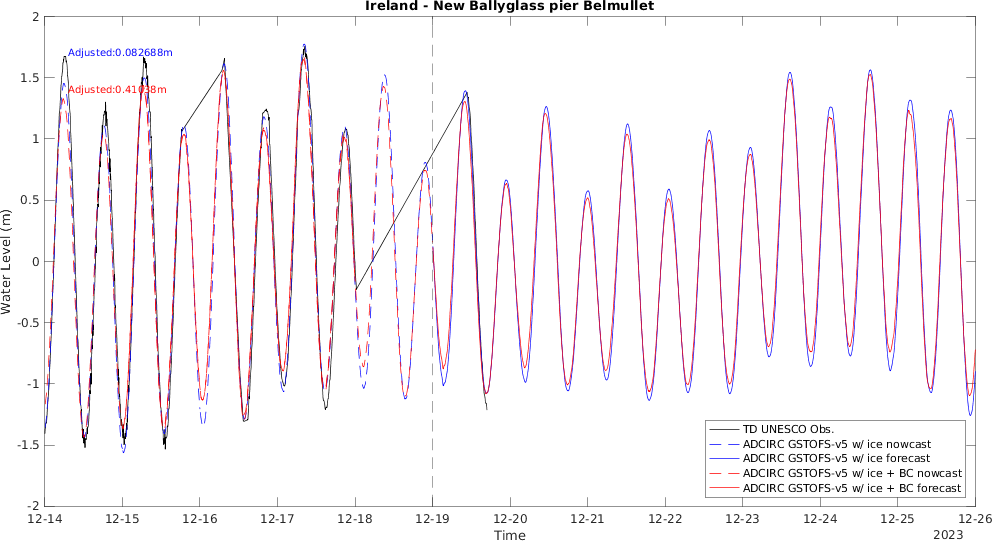 Ireland - New Ballyglass pier Belmullet
Adjusted:0.082688m
Water Level (m)
2
1.5
1
0.5
0
-0.5
-1
-1.5
-2
12-14 12-15 12-16 12-17 12-18 12-19 12-20 12-21 12-22 12-23 12-24 12-25 12-26
Time
2023
TD UNESCO Obs.
ADCIRC GSTOFS-v5 w/ ice nowcast
ADCIRC GSTOFS-v5 w/ ice forecast
ADCIRC GSTOFS-v5 w/ ice + BC nowcast
ADCIRC GSTOFS-v5 w/ ice + BC forecast